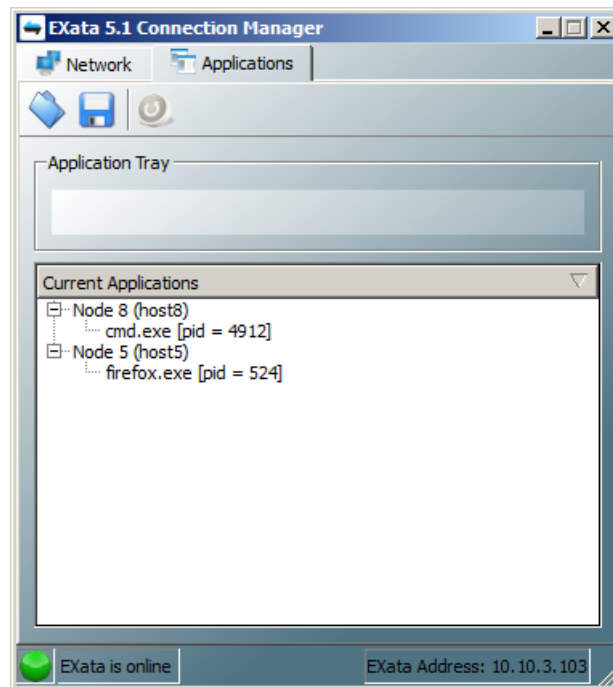 EXata 5.1 Connection Manager
Network Applications
Application Tray
Current Applications
Node 8 (host8)
cmd.exe [pid = 4912]
Node 5 (host5)
firefox.exe [pid = 524]
EXata is online EXata Address: 10.10.3.103